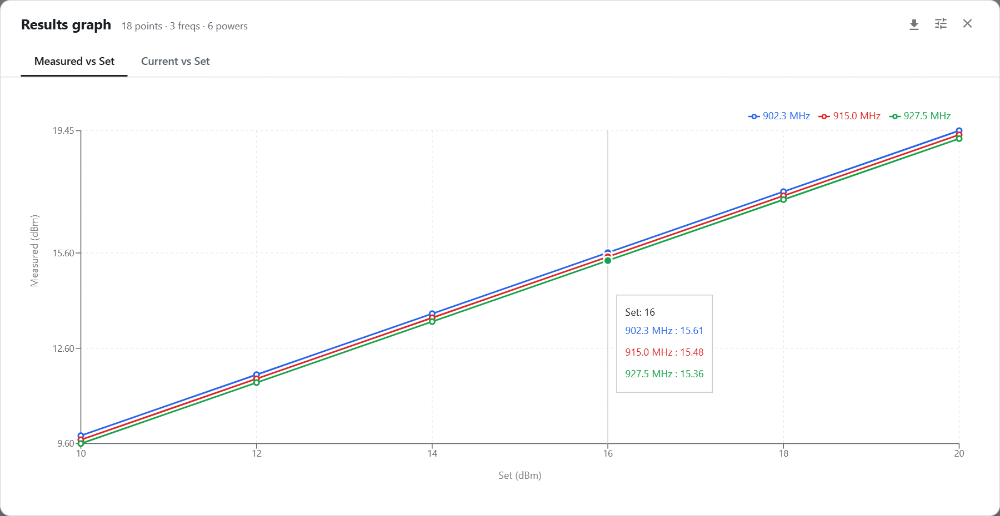 Results graph 18 points · 3 freqs · 6 powers
Measured vs Set Current vs Set
902.3 MHz 915.0 MHz 927.5 MHz
19.45
15.60
12.60
9.60
Measured (dBm)
Set: 16
902.3 MHz : 15.61
915.0 MHz : 15.48
927.5 MHz : 15.36
10 12 14 16 18 20
Set (dBm)